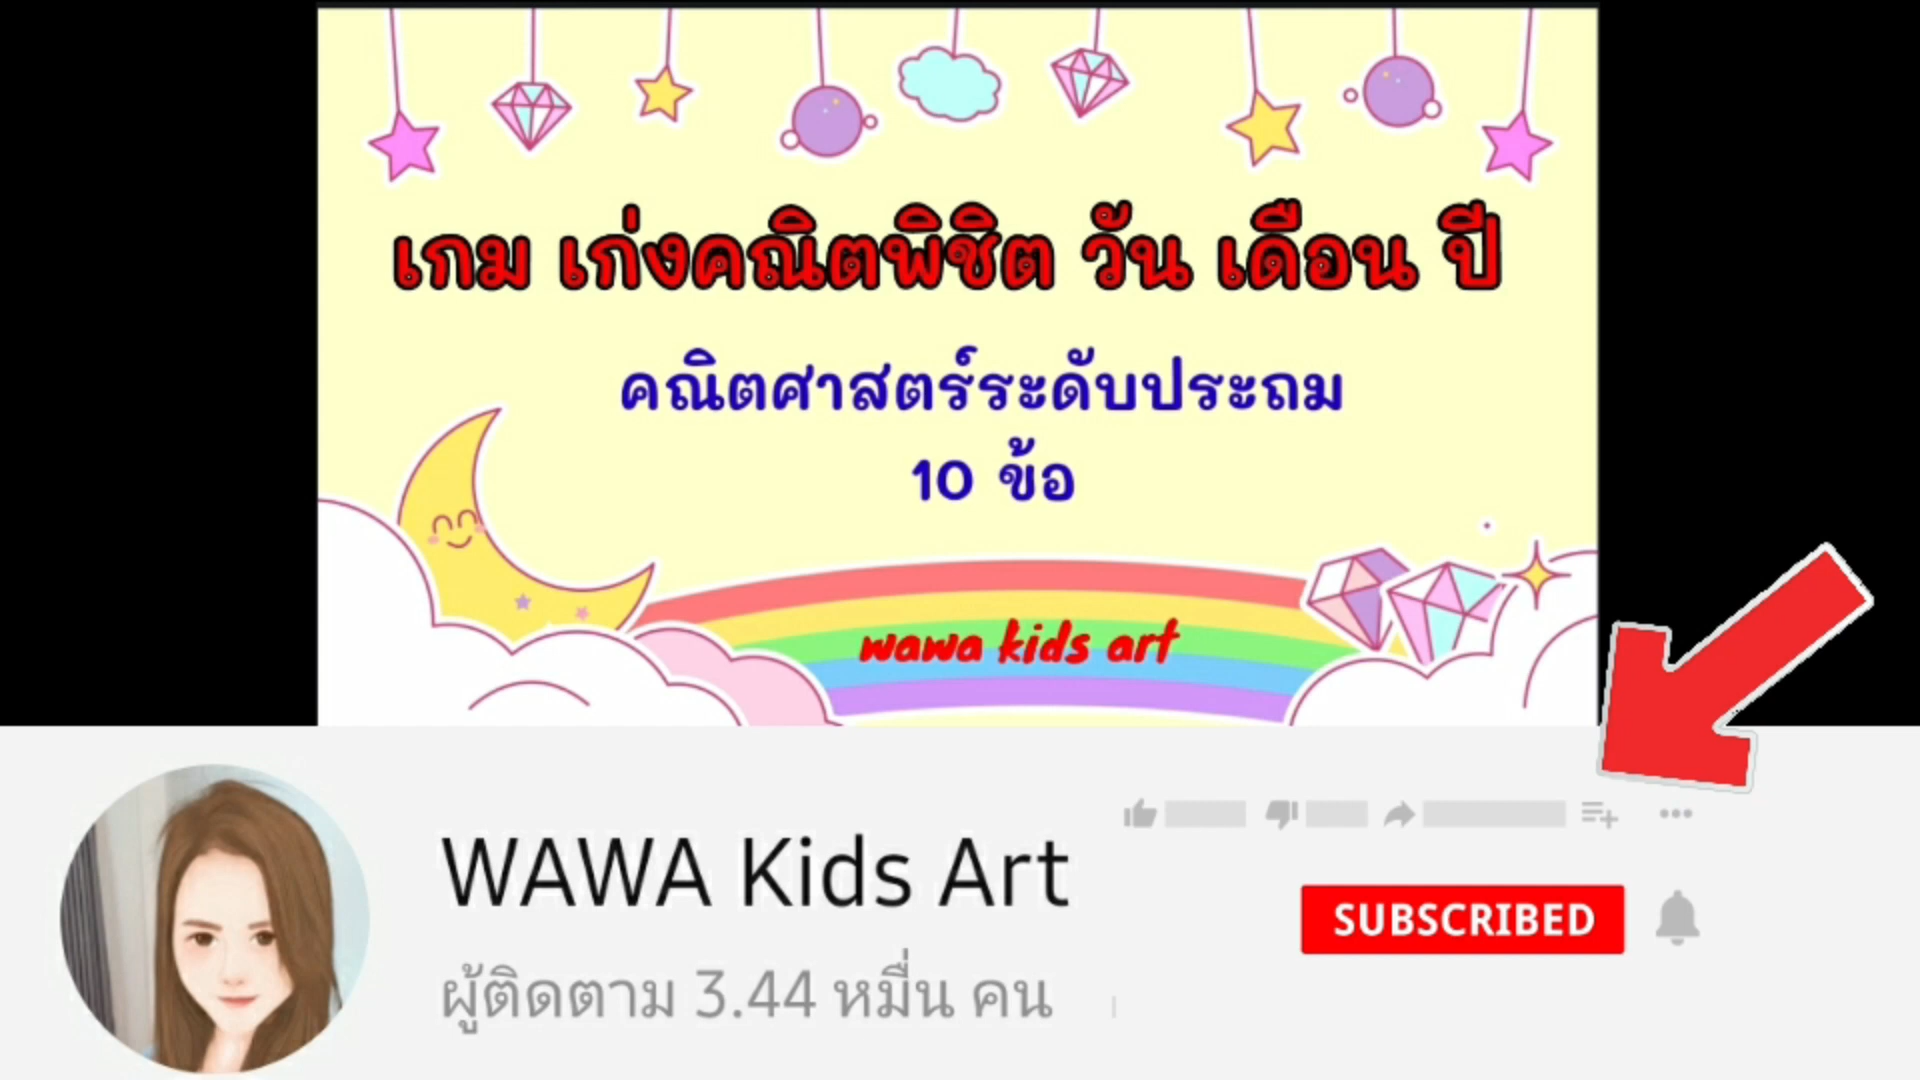 เกม เก่งคณิตพิชิต วัน เดือน ปี
คณิตศาสตร์ระดับประถม
10 ข้อ
wawa kids art
WAWA Kids Art
SUBSCRIBED
ผู้ติดตาม 3.44 หมื่น คน